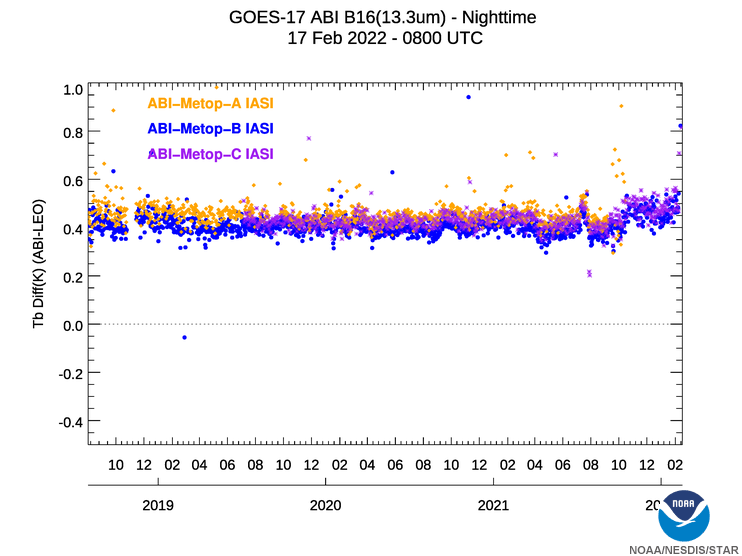 GOES-17 ABI B16(13.3um) - Nighttime
17 Feb 2022 - 0800 UTC
ABI-Metop-A IASI
ABI-Metop-B IASI
ABI-Metop-C IASI
Tb Diff(K) (ABI-LEO)
1.0
0.8
0.6
0.4
0.2
0.0
-0.2
-0.4
10 12 02 04 06 08 10 12 02 04 06 08 10 12 02 04 06 08 10 12 02
2019 2020 2021
NOAA
NOAA/NESDIS/STAR